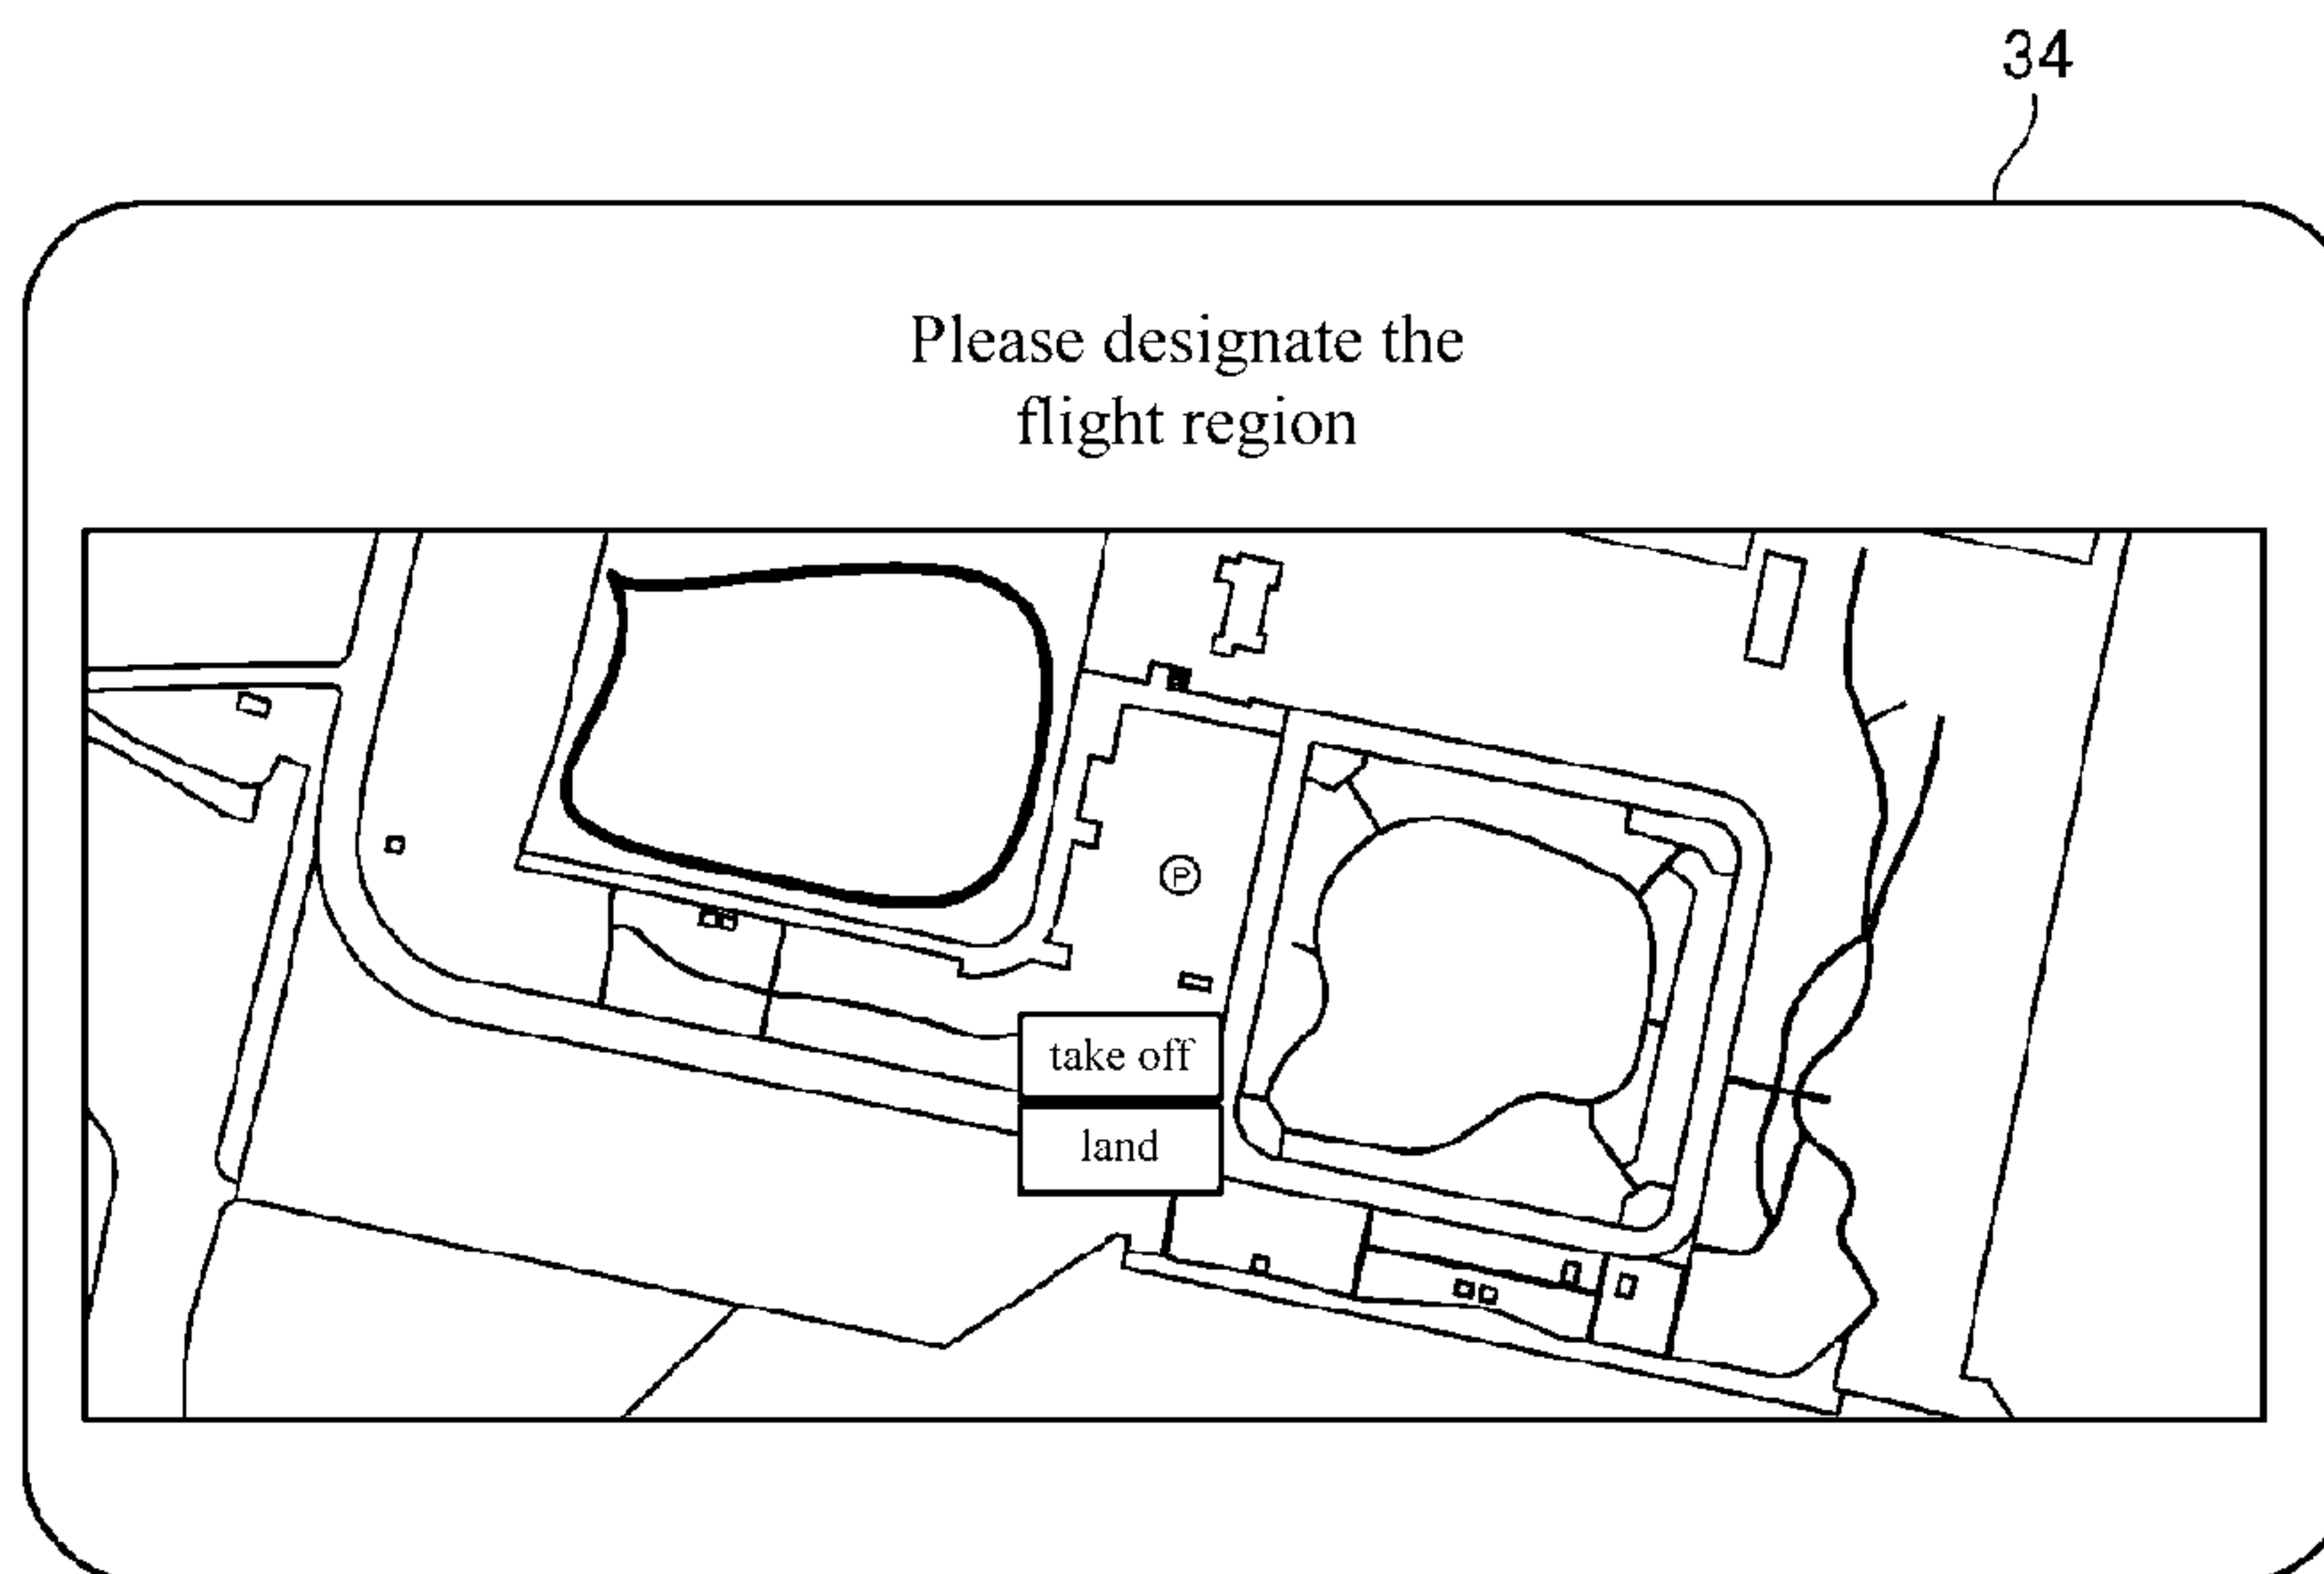 34
Please designate the
flight region
P
take off
land